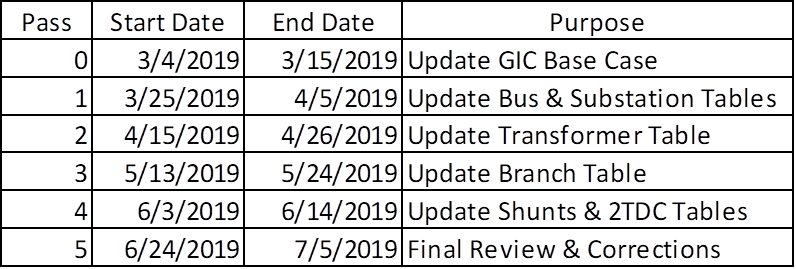 Pass Start Date End Date Purpose
0 3/4/2019 3/15/2019 Update GIC Base Case
1 3/25/2019 4/5/2019 Update Bus & Substation Tables
2 4/15/2019 4/26/2019 Update Transformer Table
3 5/13/2019 5/24/2019 Update Branch Table
4 6/3/2019 6/14/2019 Update Shunts & 2TDC Tables
5 6/24/2019 7/5/2019 Final Review & Corrections